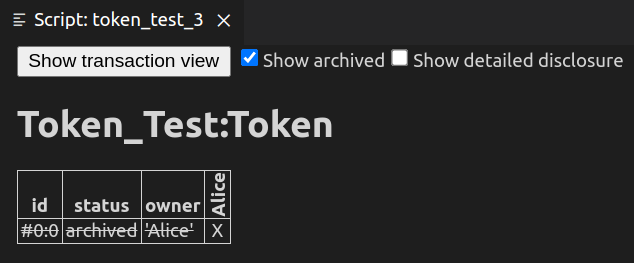 Script: token_test_3
Show transaction view Show archived Show detailed disclosure
Token_Test:Token
id status owner Alice
#0:0 archived 'Alice' X